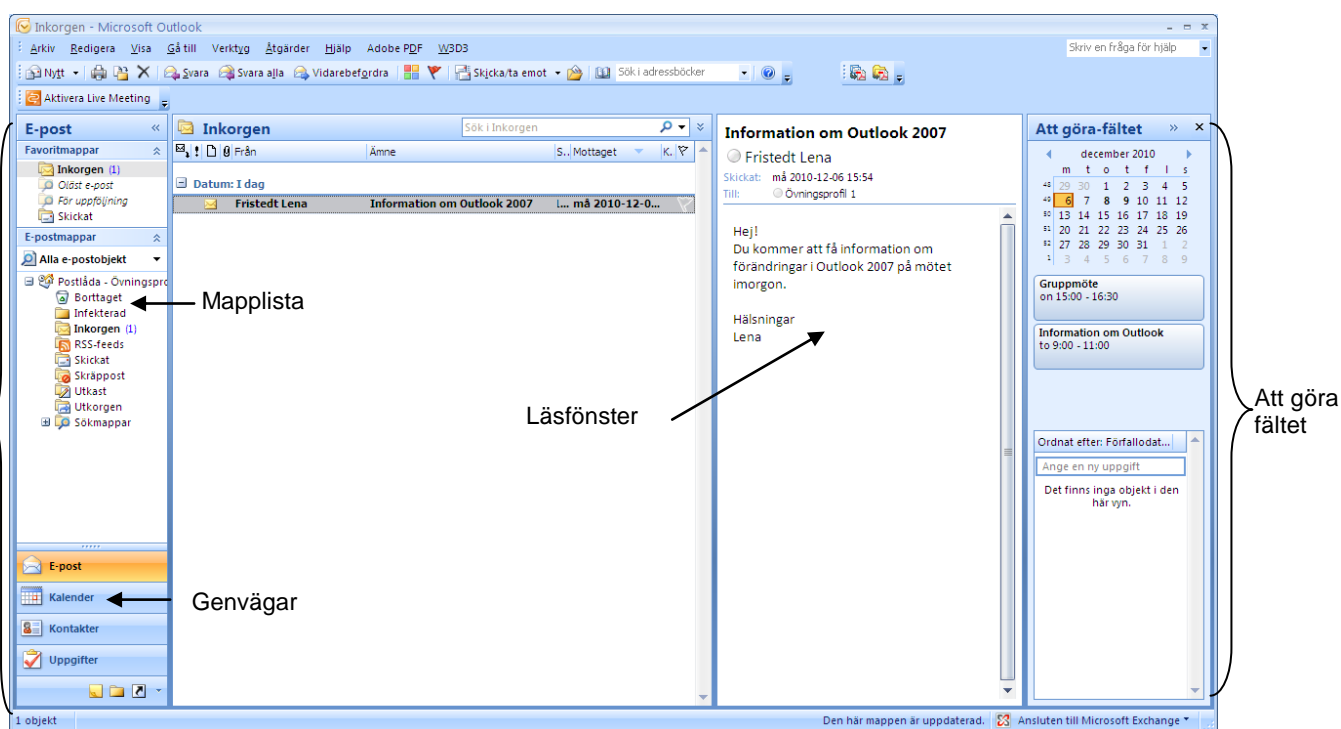 Inkorgen - Microsoft Outlook
Arkiv Redigera Visa Gå till Verktyg Åtgärder Hjälp Adobe PDF W3D3 Skriv en fråga för hjälp
Nytt Svara Svara alla Vidarebefordra Skicka/ta emot Sök i adressböcker
Aktivera Live Meeting
E-post «
Favoritmappar
Inkorgen (1)
Oläst e-post
För uppföljning
Skickat
E-postmappar
Alla e-postobjekt
Postlåda - Övningspro
Borttaget
Infekterad
Inkorgen (1)
RSS-feeds
Skickat
Skräppost
Utkast
Utkorgen
Sökmappar
Mapplista
E-post
Kalender
Kontakter
Uppgifter
Genvägar
Inkorgen Sök i Inkorgen
Från Ämne S.. Mottaget K.
Datum: I dag
Fristedt Lena Information om Outlook 2007 L... må 2010-12-0...
Information om Outlook 2007
Fristedt Lena
Skickat: må 2010-12-06 15:54
Till: Övningsprofil 1
Hej!
Du kommer att få information om
förändringar i Outlook 2007 på mötet
imorgon.
Hälsningar
Lena
Läsfönster
Att göra-fältet »
december 2010
m t o t f l s
48 29 30 1 2 3 4 5
49 6 7 8 9 10 11 12
50 13 14 15 16 17 18 19
51 20 21 22 23 24 25 26
52 27 28 29 30 31 1 2
1 3 4 5 6 7 8 9
Gruppmöte
on 15:00 - 16:30
Information om Outlook
to 9:00 - 11:00
Ordnat efter: Förfallodat...
Ange en ny uppgift
Det finns inga objekt i den
här vyn.
Att göra
fältet
1 objekt Den här mappen är uppdaterad. Ansluten till Microsoft Exchange